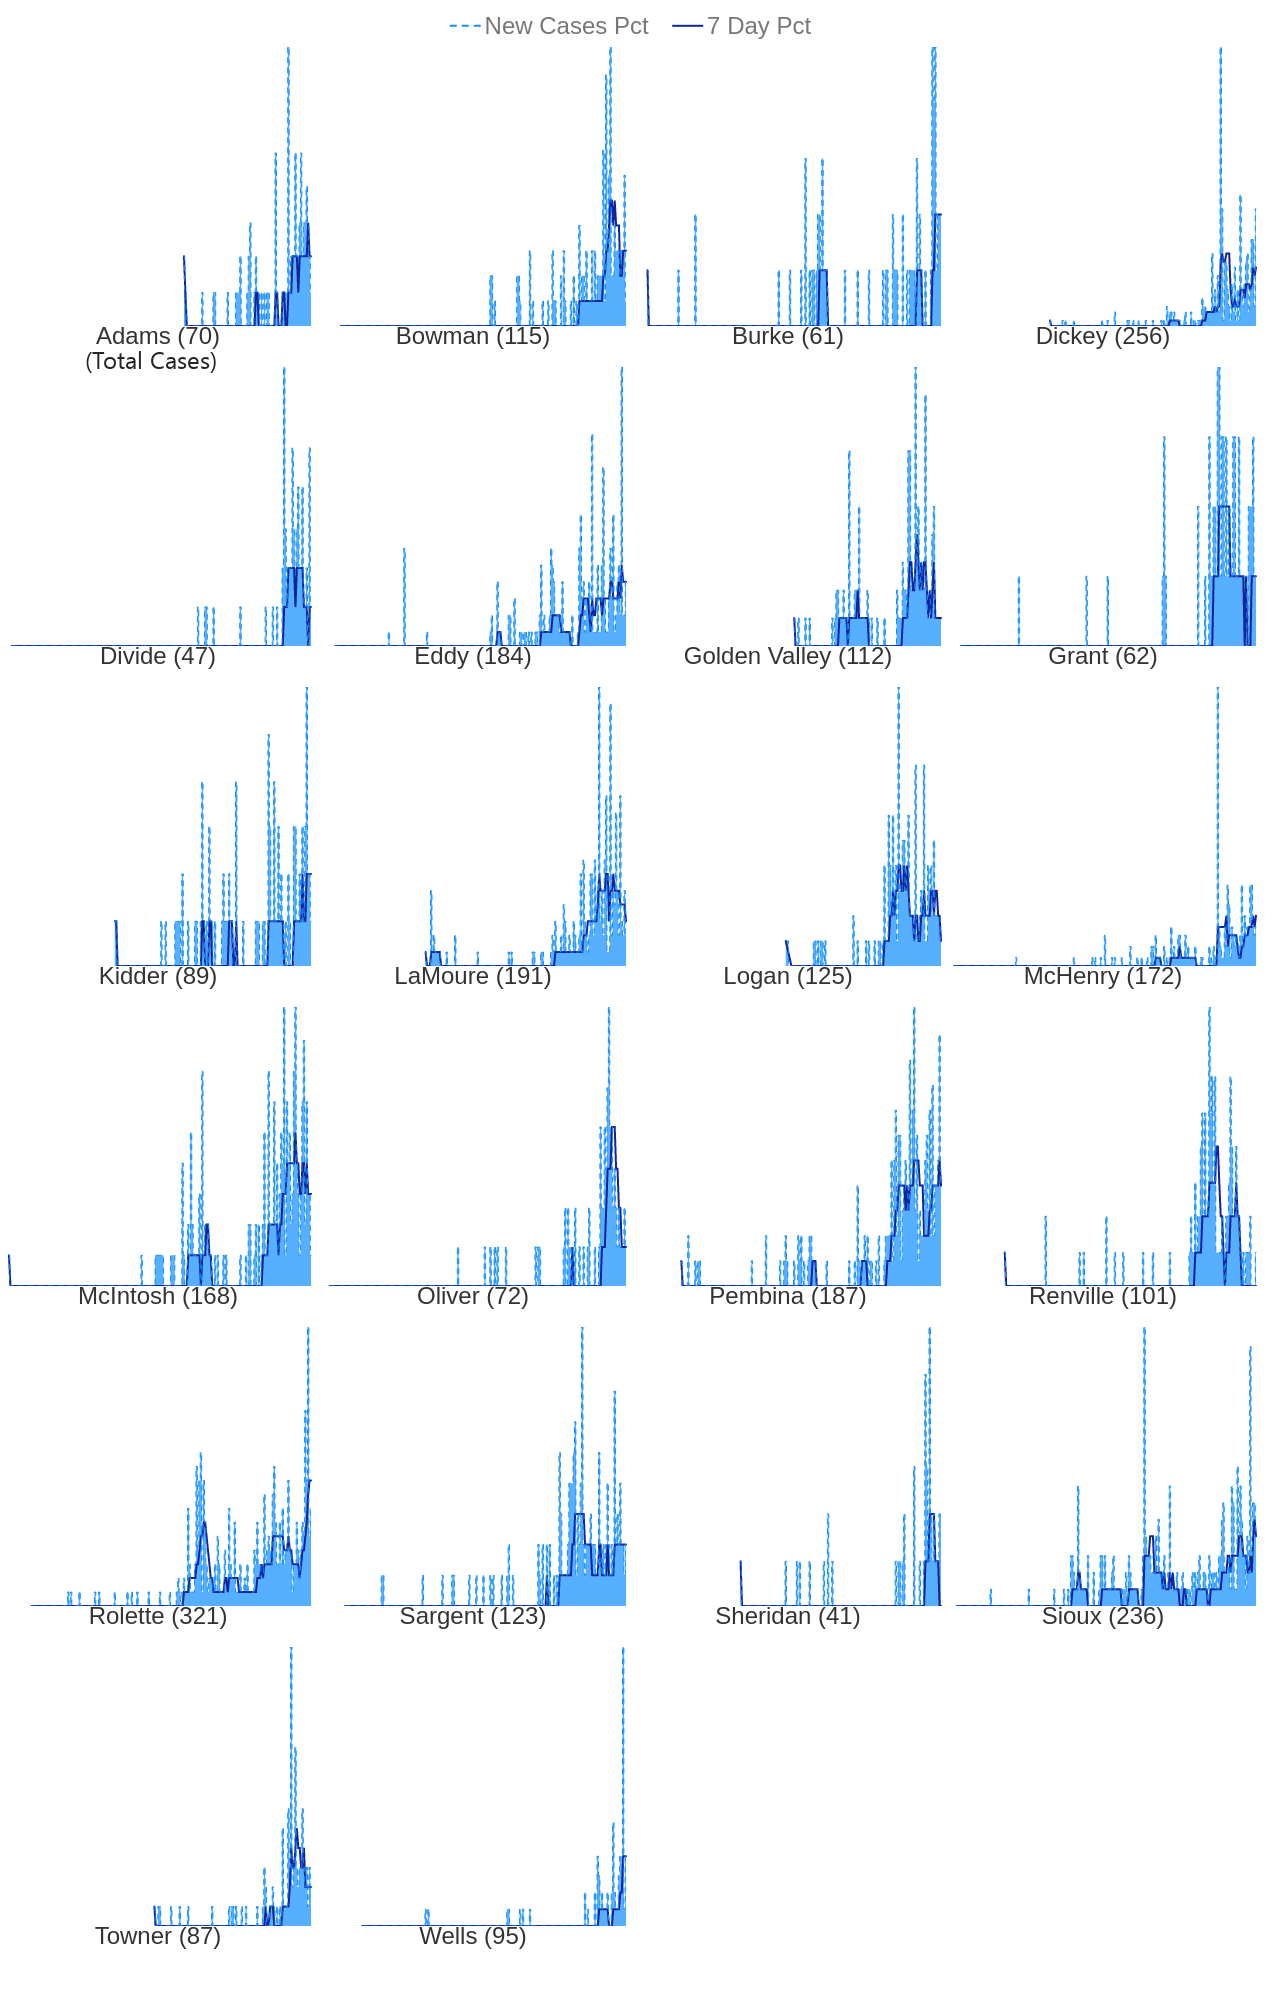 New Cases Pct 7 Day Pct
Adams (70) Bowman (115) Burke (61) Dickey (256)
(Total Cases)
Divide (47) Eddy (184) Golden Valley (112) Grant (62)
Kidder (89) LaMoure (191) Logan (125) McHenry (172)
McIntosh (168) Oliver (72) Pembina (187) Renville (101)
Rolette (321) Sargent (123) Sheridan (41) Sioux (236)
Towner (87) Wells (95)